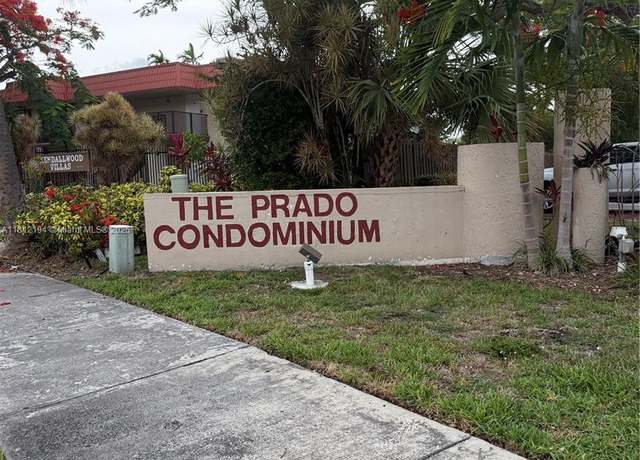 KENDALLWOOD
VILLAS
THE PRADO
CONDOMINIUM